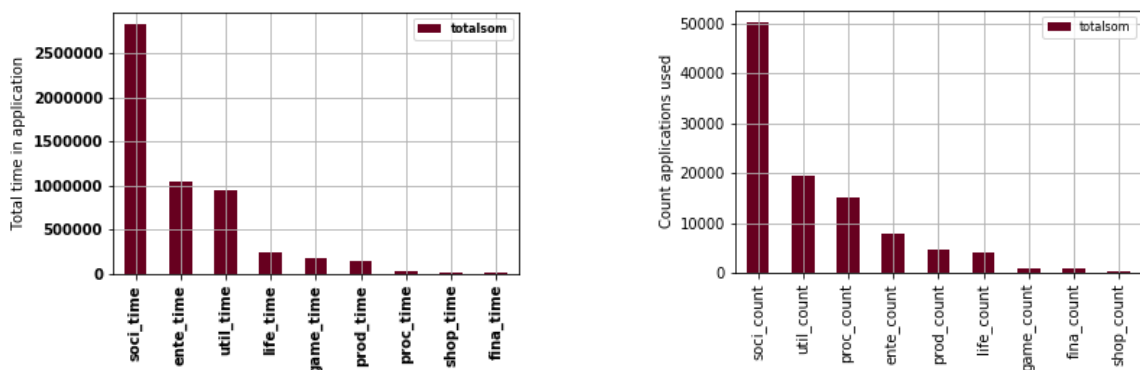 totalsom
Total time in application
2500000
2000000
1500000
1000000
500000
0
soci_time
ente_time
util_time
life_time
game_time
prod_time
proc_time
shop_time
fina_time
totalsom
Count applications used
50000
40000
30000
20000
10000
0
soci_count
util_count
proc_count
ente_count
prod_count
life_count
game_count
fina_count
shop_count